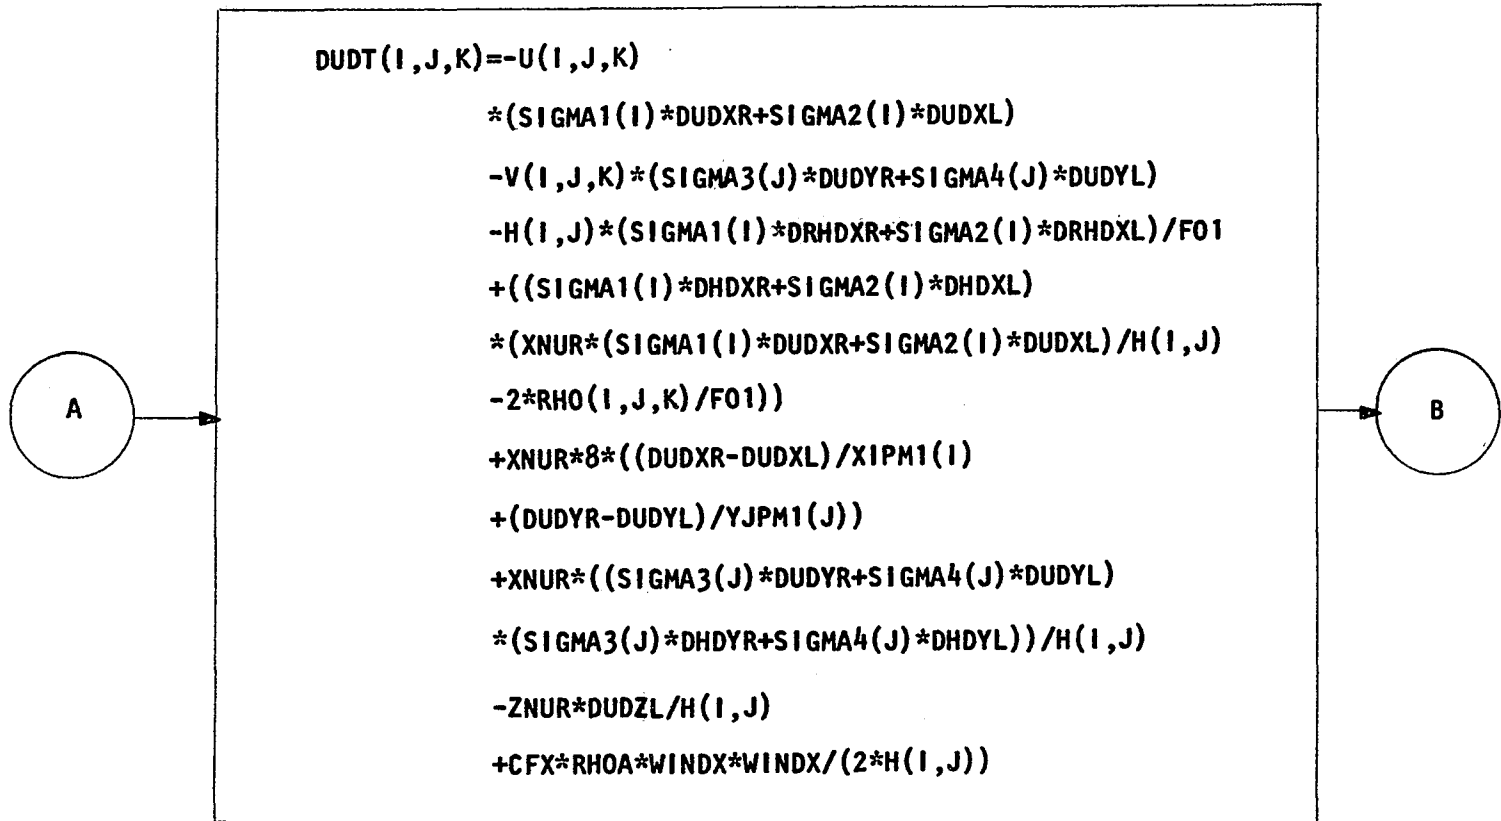 DUDT(I,J,K)=-U(I,J,K)
*(SIGMA1(I)*DUDXR+SIGMA2(I)*DUDXL)
-V(I,J,K)*(SIGMA3(J)*DUDYR+SIGMA4(J)*DUDYL)
-H(I,J)*(SIGMA1(I)*DRHDXR+SIGMA2(I)*DRHDXL)/FO1
+((SIGMA1(I)*DHDXR+SIGMA2(I)*DHDXL)
*(XNUR*(SIGMA1(I)*DUDXR+SIGMA2(I)*DUDXL)/H(I,J)
-2*RHO(I,J,K)/FO1))
+XNUR*8*((DUDXR-DUDXL)/XIPM1(I)
+(DUDYR-DUDYL)/YJPM1(J))
+XNUR*((SIGMA3(J)*DUDYR+SIGMA4(J)*DUDYL)
*(SIGMA3(J)*DHDYR+SIGMA4(J)*DHDYL))/H(I,J)
-ZNUR*DUDZL/H(I,J)
+CFX*RHOA*WINDX*WINDX/(2*H(I,J))
A
B